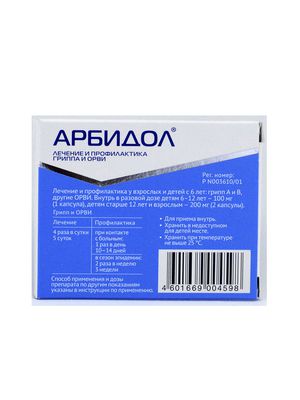 АРБИДОЛ®
ЛЕЧЕНИЕ И ПРОФИЛАКТИКА
ГРИППА И ОРВИ
Рег. номер:
Р N003610/01
Лечение и профилактика у взрослых и детей с 6 лет: грипп А и В,
другие ОРВИ. Внутрь в разовой дозе детям 6–12 лет – 100 мг
(1 капсула), детям старше 12 лет и взрослым – 200 мг (2 капсулы).
Грипп и ОРВИ
Лечение
Профилактика
4 раза в сутки
5 суток
при контакте
с больным:
1 раз в день
10–14 дней
в сезон эпидемии:
2 раза в неделю
3 недели
• Для приема внутрь.
• Хранить в недоступном
для детей месте.
• Хранить при температуре
не выше 25 °С.
Способ применения и дозы
препарата по другим показаниям
указаны в инструкции по применению.
4 601669 004598